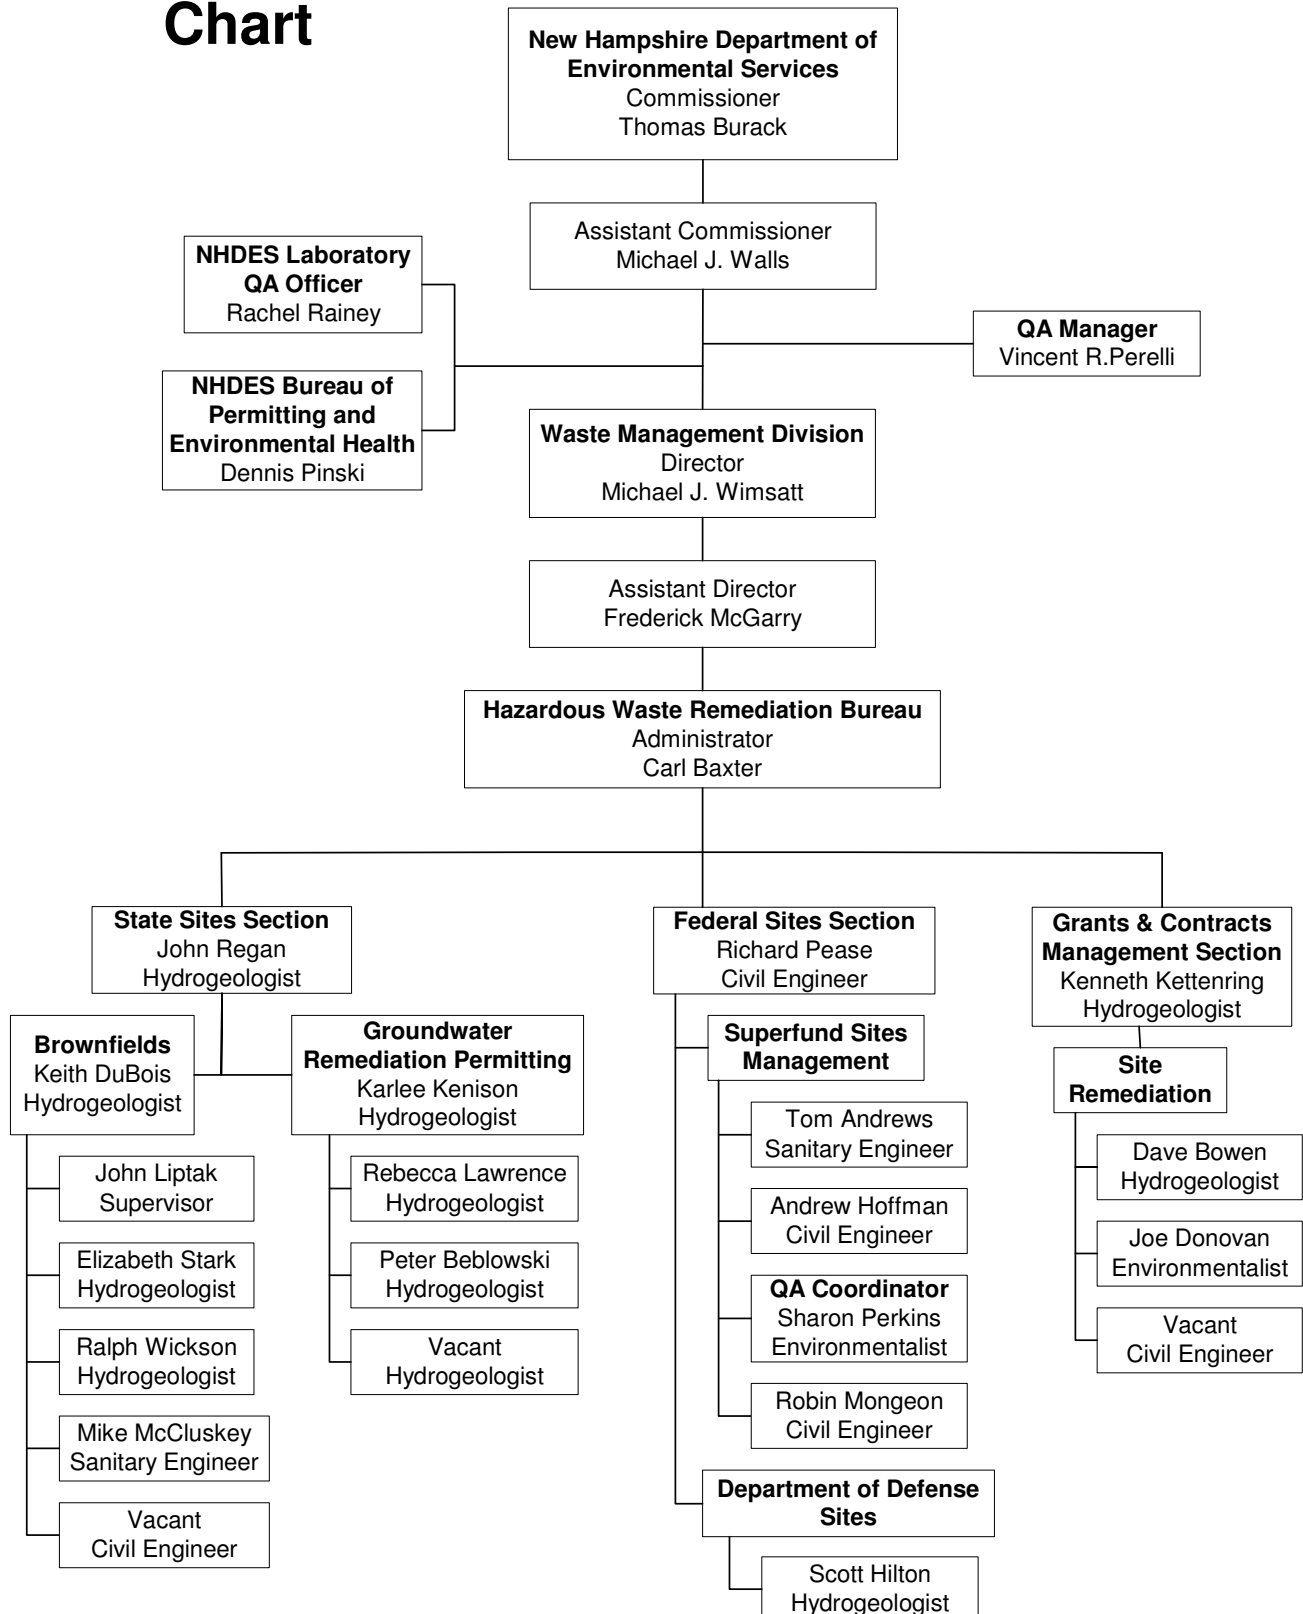 Chart
New Hampshire Department of
Environmental Services
Commissioner
Thomas Burack
Assistant Commissioner
Michael J. Walls
NHDES Laboratory
QA Officer
Rachel Rainey
QA Manager
Vincent R.Perelli
NHDES Bureau of
Permitting and
Environmental Health
Dennis Pinski
Waste Management Division
Director
Michael J. Wimsatt
Assistant Director
Frederick McGarry
Hazardous Waste Remediation Bureau
Administrator
Carl Baxter
State Sites Section
John Regan
Hydrogeologist
Brownfields
Keith DuBois
Hydrogeologist
John Liptak
Supervisor
Elizabeth Stark
Hydrogeologist
Ralph Wickson
Hydrogeologist
Mike McCluskey
Sanitary Engineer
Vacant
Civil Engineer
Groundwater
Remediation Permitting
Karlee Kenison
Hydrogeologist
Rebecca Lawrence
Hydrogeologist
Peter Beblowski
Hydrogeologist
Vacant
Hydrogeologist
Federal Sites Section
Richard Pease
Civil Engineer
Superfund Sites
Management
Tom Andrews
Sanitary Engineer
Andrew Hoffman
Civil Engineer
QA Coordinator
Sharon Perkins
Environmentalist
Robin Mongeon
Civil Engineer
Department of Defense
Sites
Scott Hilton
Hydrogeologist
Grants & Contracts
Management Section
Kenneth Kettenring
Hydrogeologist
Site
Remediation
Dave Bowen
Hydrogeologist
Joe Donovan
Environmentalist
Vacant
Civil Engineer